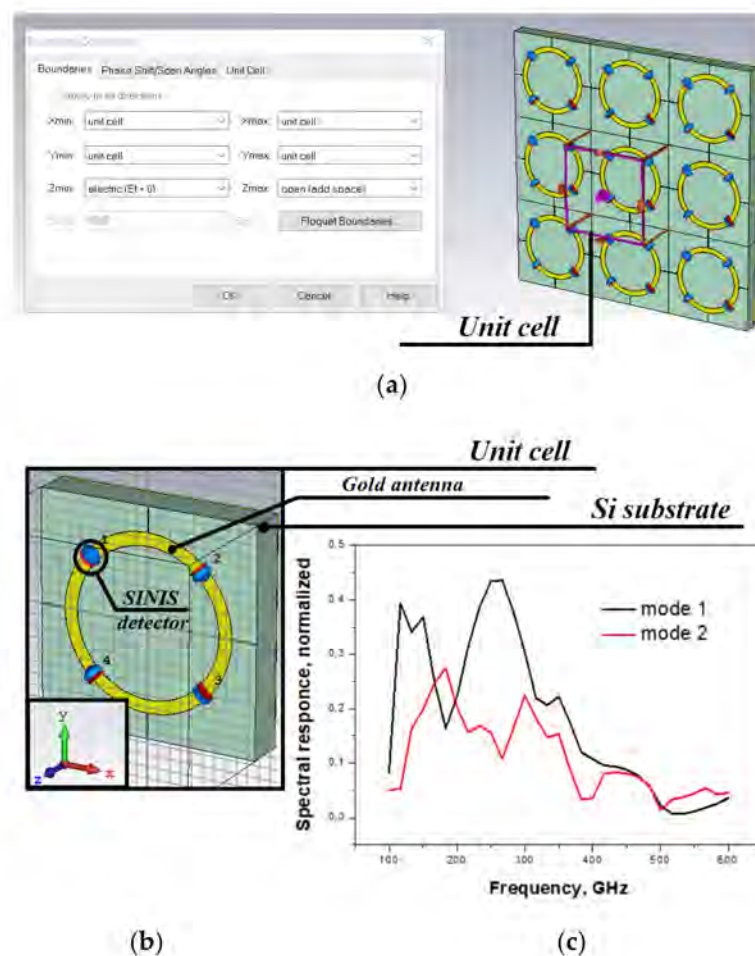 Boundaries Phase Shift/Scan Angles Unit Cell
Xmin: unit cell Xmax: unit cell
Ymin: unit cell Ymax: unit cell
Zmin: electric (Et = 0) Zmax: open (add space)
Floquet Boundaries...
OK Cancel Help
Unit cell
(a)
Unit cell
Gold antenna
Si substrate
1
2
SINIS
detector
4
3
y
z
x
Spectral responce, normalized
0,5
0,4
0,3
0,2
0,1
0,0
mode 1
mode 2
100 200 300 400 500 600
Frequency, GHz
(b)
(c)